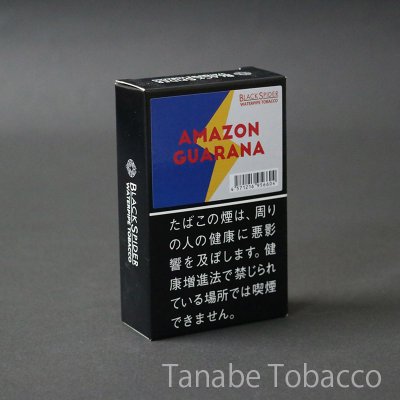 BLACK SPIDER
WATERPIPE TOBACCO
AMAZON
GUARANA
たばこの煙は、周り
の人の健康に悪影
響を及ぼします。健
康増進法で禁じられ
ている場所では喫煙
できません。
BLACK SPIDER
WATERPIPE TOBACCO
Tanabe Tobacco